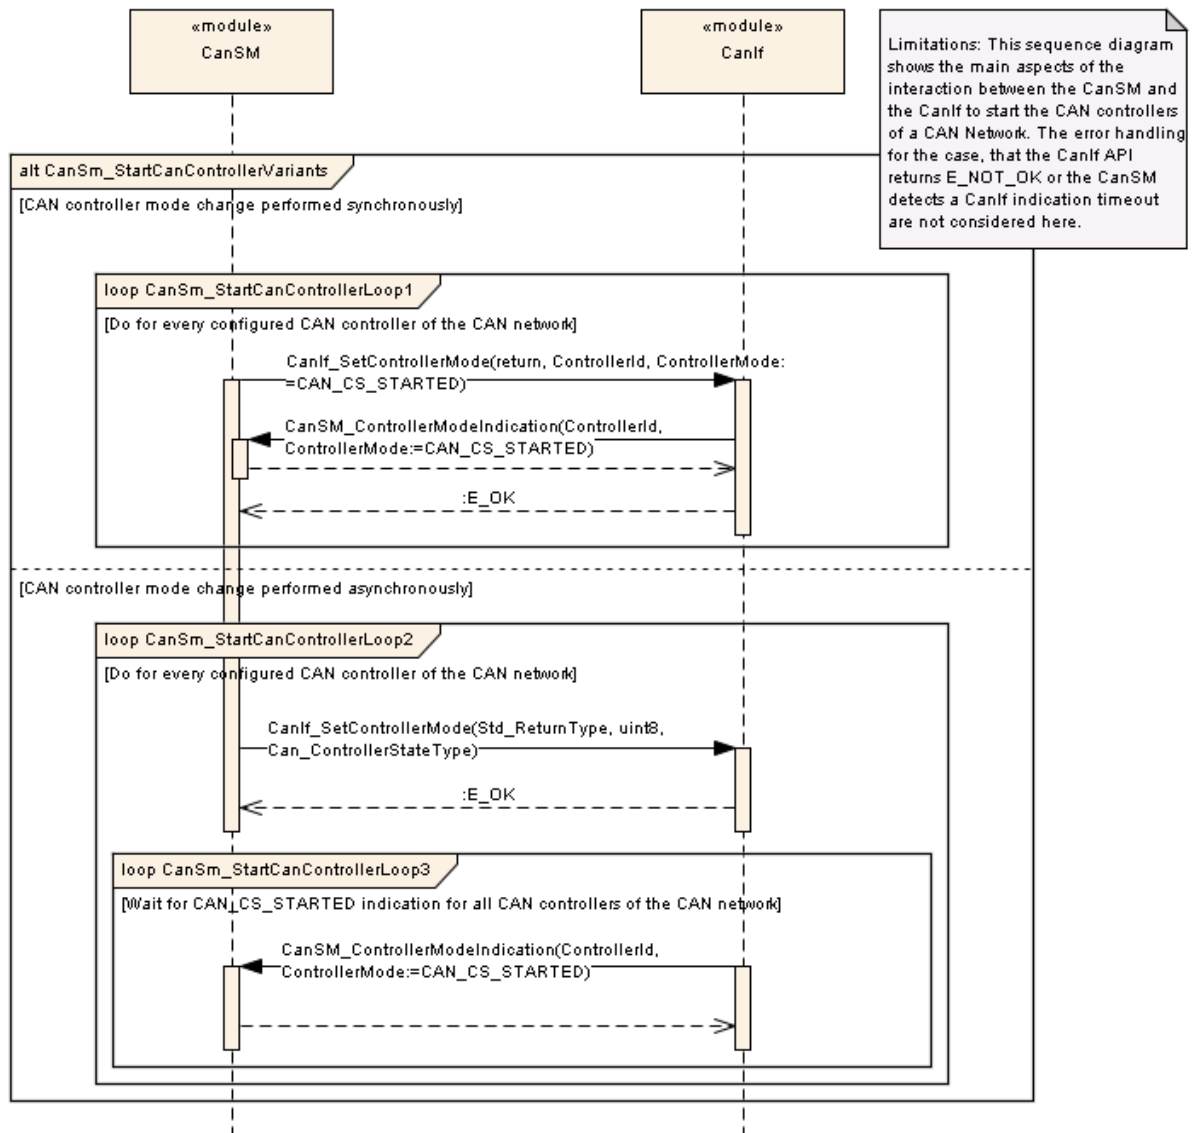 «module»
CanSM
«module»
CanIf
Limitations: This sequence diagram
shows the main aspects of the
interaction between the CanSM and
the CanIf to start the CAN controllers
of a CAN Network. The error handling
for the case, that the CanIf API
returns E_NOT_OK or the CanSM
detects a CanIf indication timeout
are not considered here.
alt CanSm_StartCanControllerVariants
[CAN controller mode change performed synchronously]
loop CanSm_StartCanControllerLoop1
[Do for every configured CAN controller of the CAN network]
CanIf_SetControllerMode(return, ControllerId, ControllerMode:
=CAN_CS_STARTED)
CanSM_ControllerModeIndication(ControllerId,
ControllerMode:=CAN_CS_STARTED)
:E_OK
[CAN controller mode change performed asynchronously]
loop CanSm_StartCanControllerLoop2
[Do for every configured CAN controller of the CAN network]
CanIf_SetControllerMode(Std_ReturnType, uint8,
Can_ControllerStateType)
:E_OK
loop CanSm_StartCanControllerLoop3
[Wait for CAN_CS_STARTED indication for all CAN controllers of the CAN network]
CanSM_ControllerModeIndication(ControllerId,
ControllerMode:=CAN_CS_STARTED)